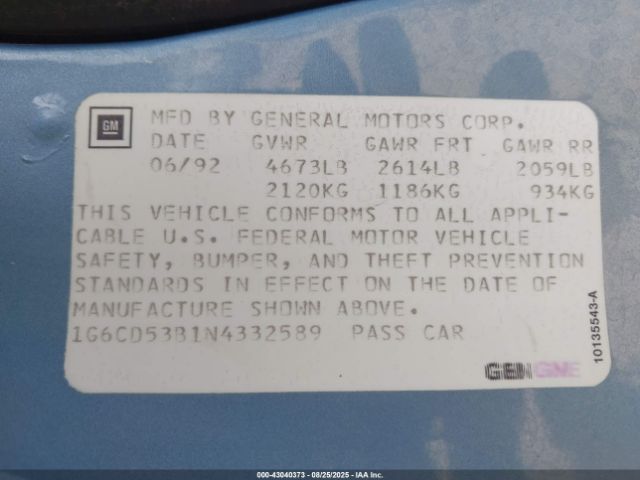 GM
MFD BY GENERAL MOTORS CORP.
DATE GVWR GAWR FRT GAWR RR
06/92 4673LB 2614LB 2059LB
2120KG 1186KG 934KG
THIS VEHICLE CONFORMS TO ALL APPLI-
CABLE U.S. FEDERAL MOTOR VEHICLE
SAFETY, BUMPER, AND THEFT PREVENTION
STANDARDS IN EFFECT ON THE DATE OF
MANUFACTURE SHOWN ABOVE.
1G6CD53B1N4332589 PASS CAR
10135543-A
000-43040373 - 08/25/2025 - IAA Inc.